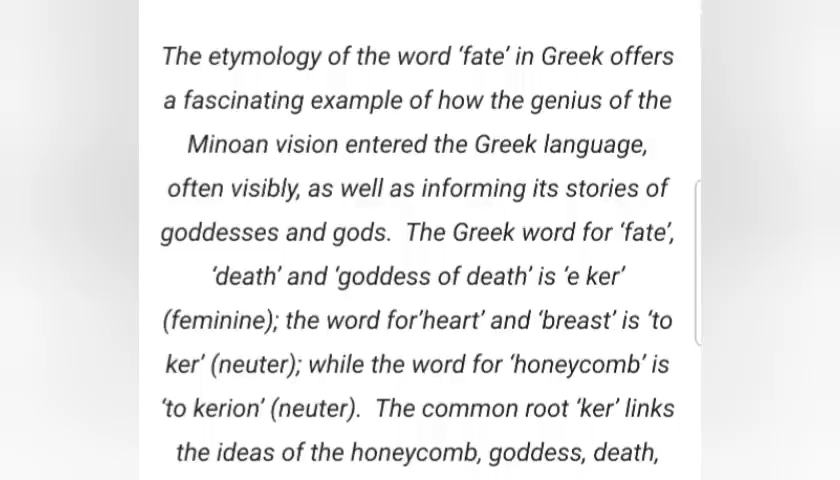 The etymology of the word ‘fate’ in Greek offers
a fascinating example of how the genius of the
Minoan vision entered the Greek language,
often visibly, as well as informing its stories of
goddesses and gods.  The Greek word for ‘fate’,
‘death’ and ‘goddess of death’ is ‘e ker’
(feminine); the word for’heart’ and ‘breast’ is ‘to
ker’ (neuter); while the word for ‘honeycomb’ is
‘to kerion’ (neuter).  The common root ‘ker’ links
the ideas of the honeycomb, goddess, death,